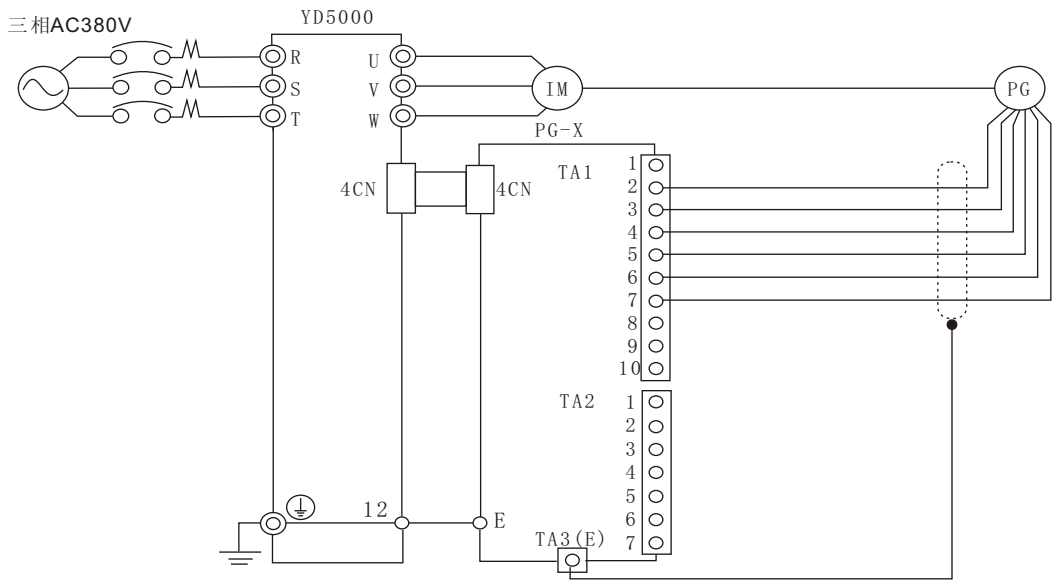 YD5000
三相AC380V
R
S
T
U
V
W
IM
PG
PG-X
4CN
4CN
TA1
1
2
3
4
5
6
7
8
9
10
TA2
1
2
3
4
5
6
7
12
E
TA3(E)